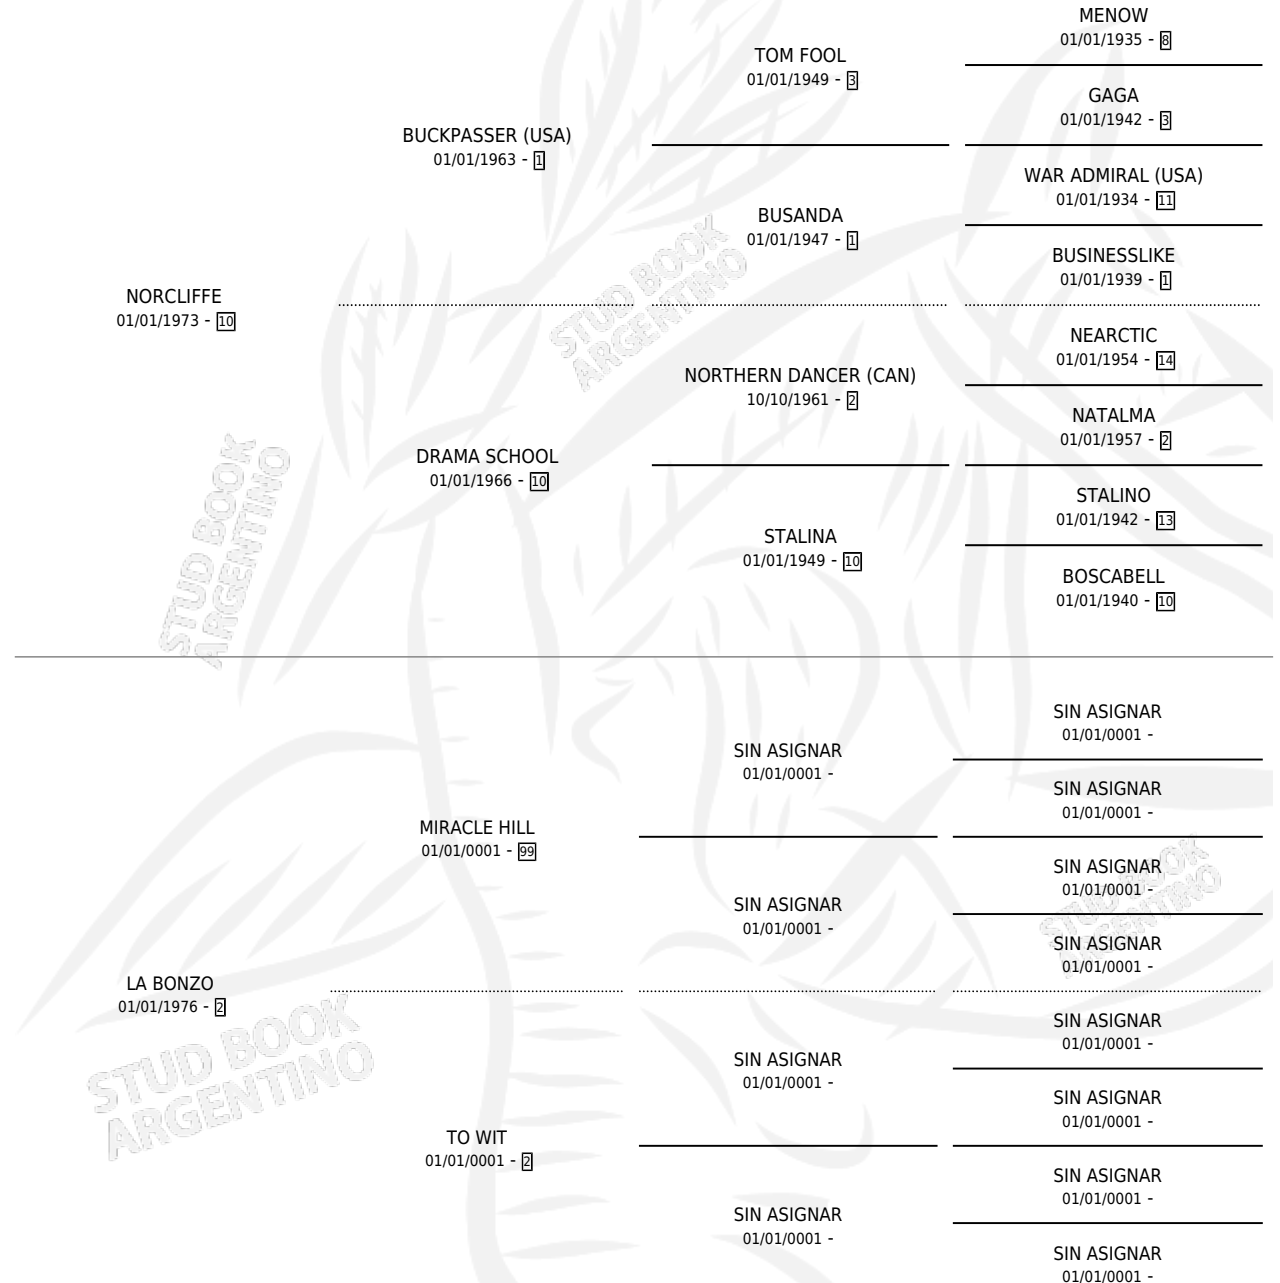 MENOW
01/01/1935 - 8
TOM FOOL
01/01/1949 - 3
GAGA
01/01/1942 - 3
BUCKPASSER (USA)
01/01/1963 - 1
WAR ADMIRAL (USA)
01/01/1934 - 11
BUSANDA
01/01/1947 - 1
BUSINESSLIKE
01/01/1939 - 1
NORCLIFFE
01/01/1973 - 10
NEARCTIC
01/01/1954 - 14
NORTHERN DANCER (CAN)
10/10/1961 - 2
NATALMA
01/01/1957 - 2
DRAMA SCHOOL
01/01/1966 - 10
STALINO
01/01/1942 - 13
STALINA
01/01/1949 - 10
BOSCABELL
01/01/1940 - 10
STUD BOOK
ARGENTINO
STUD BOOK
ARGENTINO
SIN ASIGNAR
01/01/0001 -
SIN ASIGNAR
01/01/0001 -
SIN ASIGNAR
01/01/0001 -
MIRACLE HILL
01/01/0001 - 99
SIN ASIGNAR
01/01/0001 -
SIN ASIGNAR
01/01/0001 -
SIN ASIGNAR
01/01/0001 -
LA BONZO
01/01/1976 - 2
SIN ASIGNAR
01/01/0001 -
SIN ASIGNAR
01/01/0001 -
SIN ASIGNAR
01/01/0001 -
TO WIT
01/01/0001 - 2
SIN ASIGNAR
01/01/0001 -
SIN ASIGNAR
01/01/0001 -
SIN ASIGNAR
01/01/0001 -
STUD BOOK
ARGENTINO
STUD BOOK
ARGENTINO